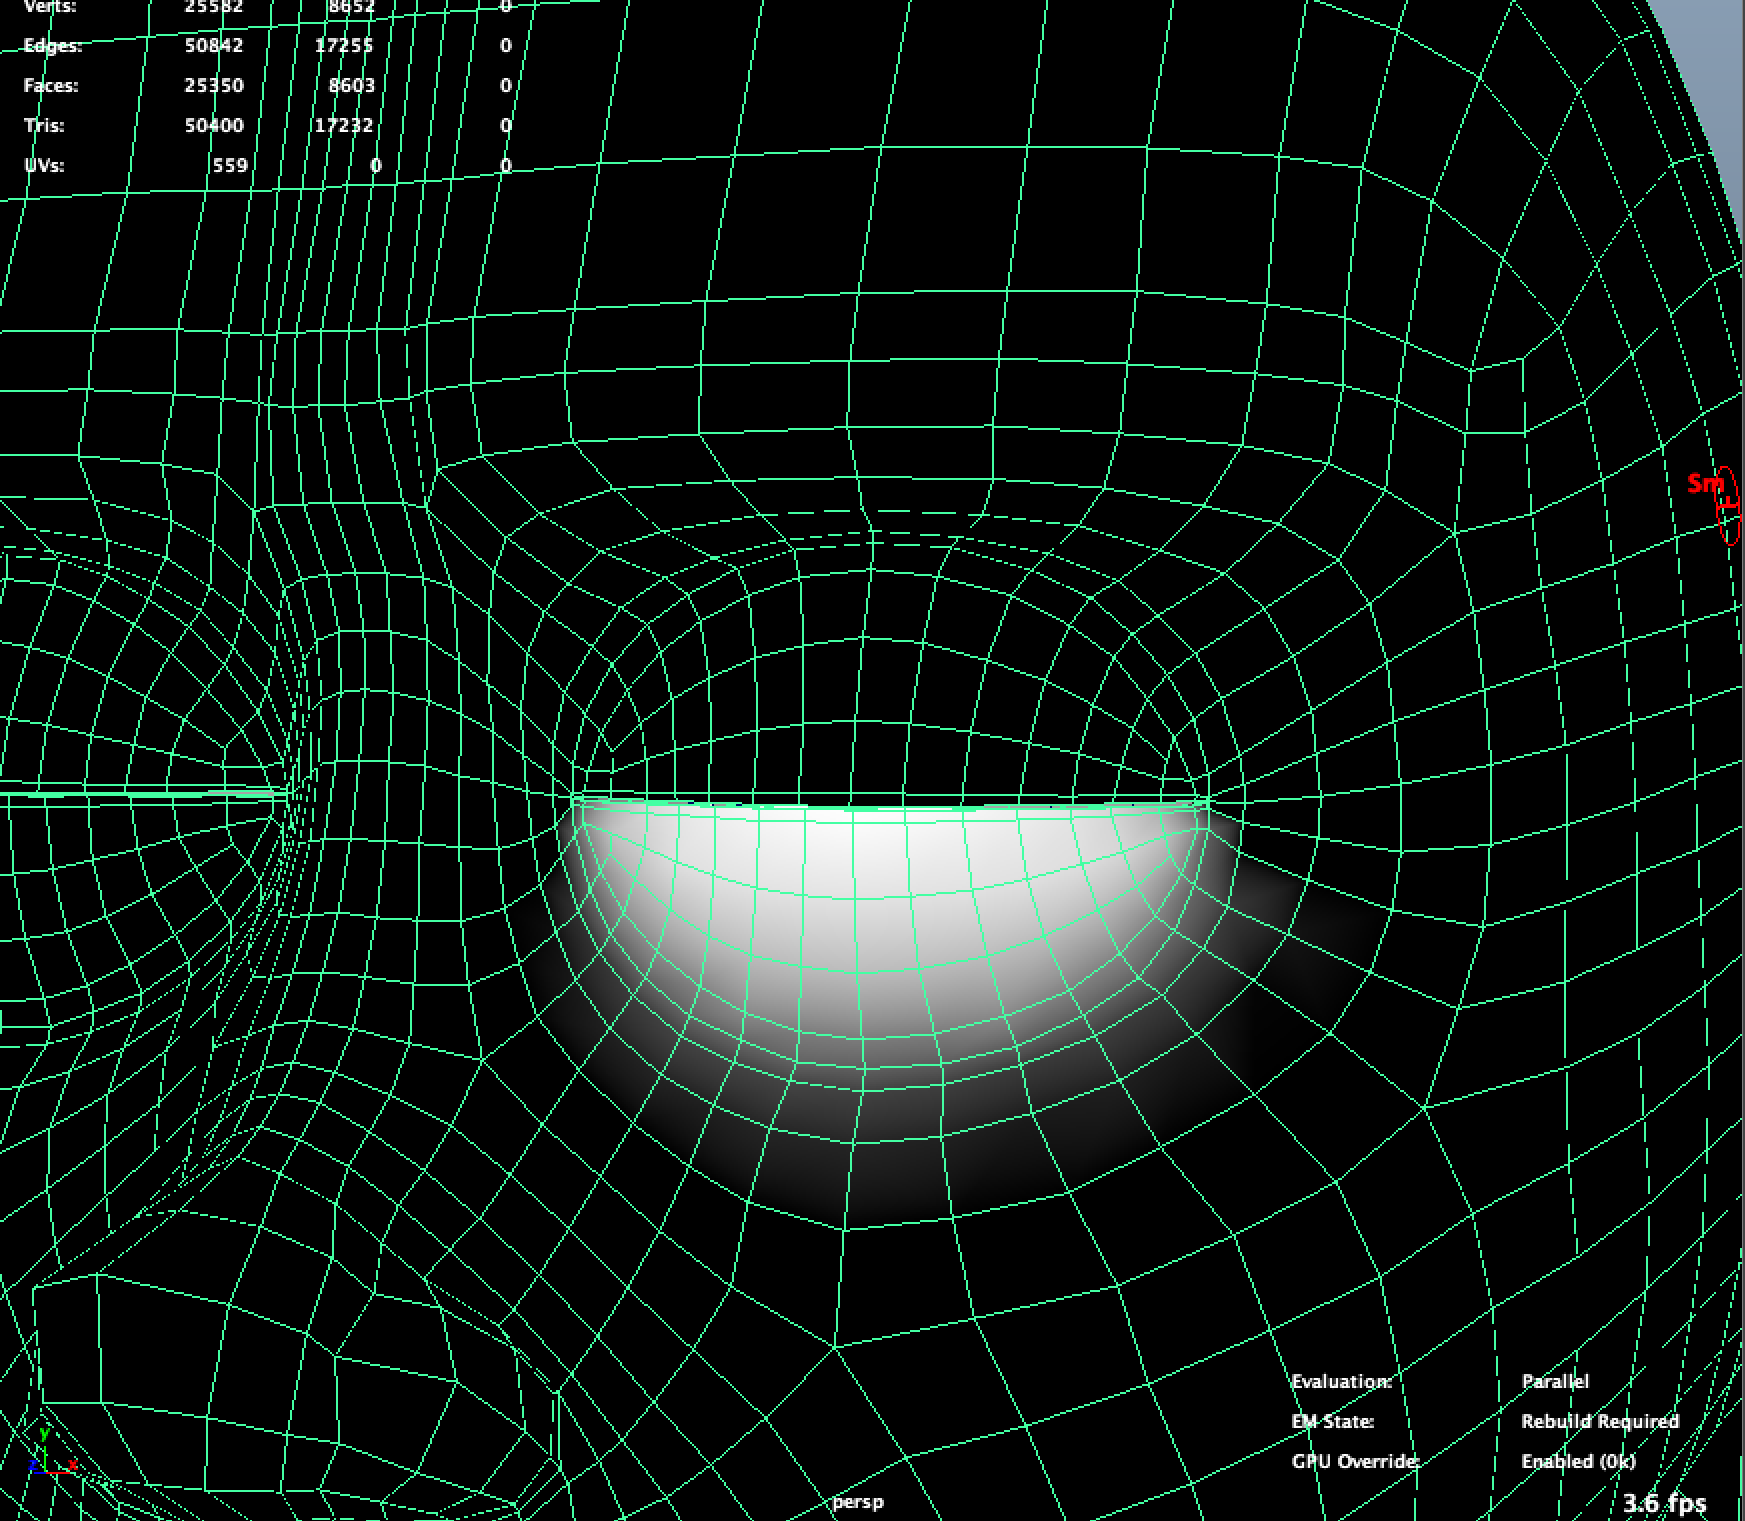 Verts: 25582 8652 0
Edges: 50842 17255 0
Faces: 25350 8603 0
Tris: 50400 17232 0
UVs: 559 0 0
Sm
Evaluation: Parallel
EM State: Rebuild Required
GPU Override: Enabled (0k)
y
z x
persp
3.6 fps